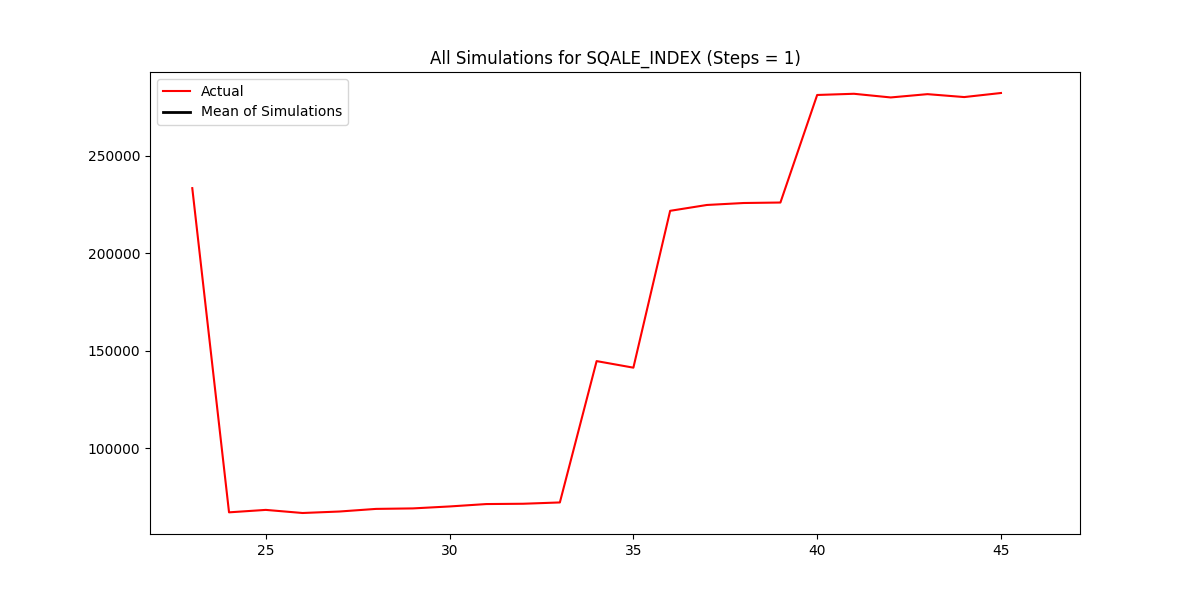 All Simulations for SQALE_INDEX (Steps = 1)
Actual
Mean of Simulations
250000
200000
150000
100000
25 30 35 40 45